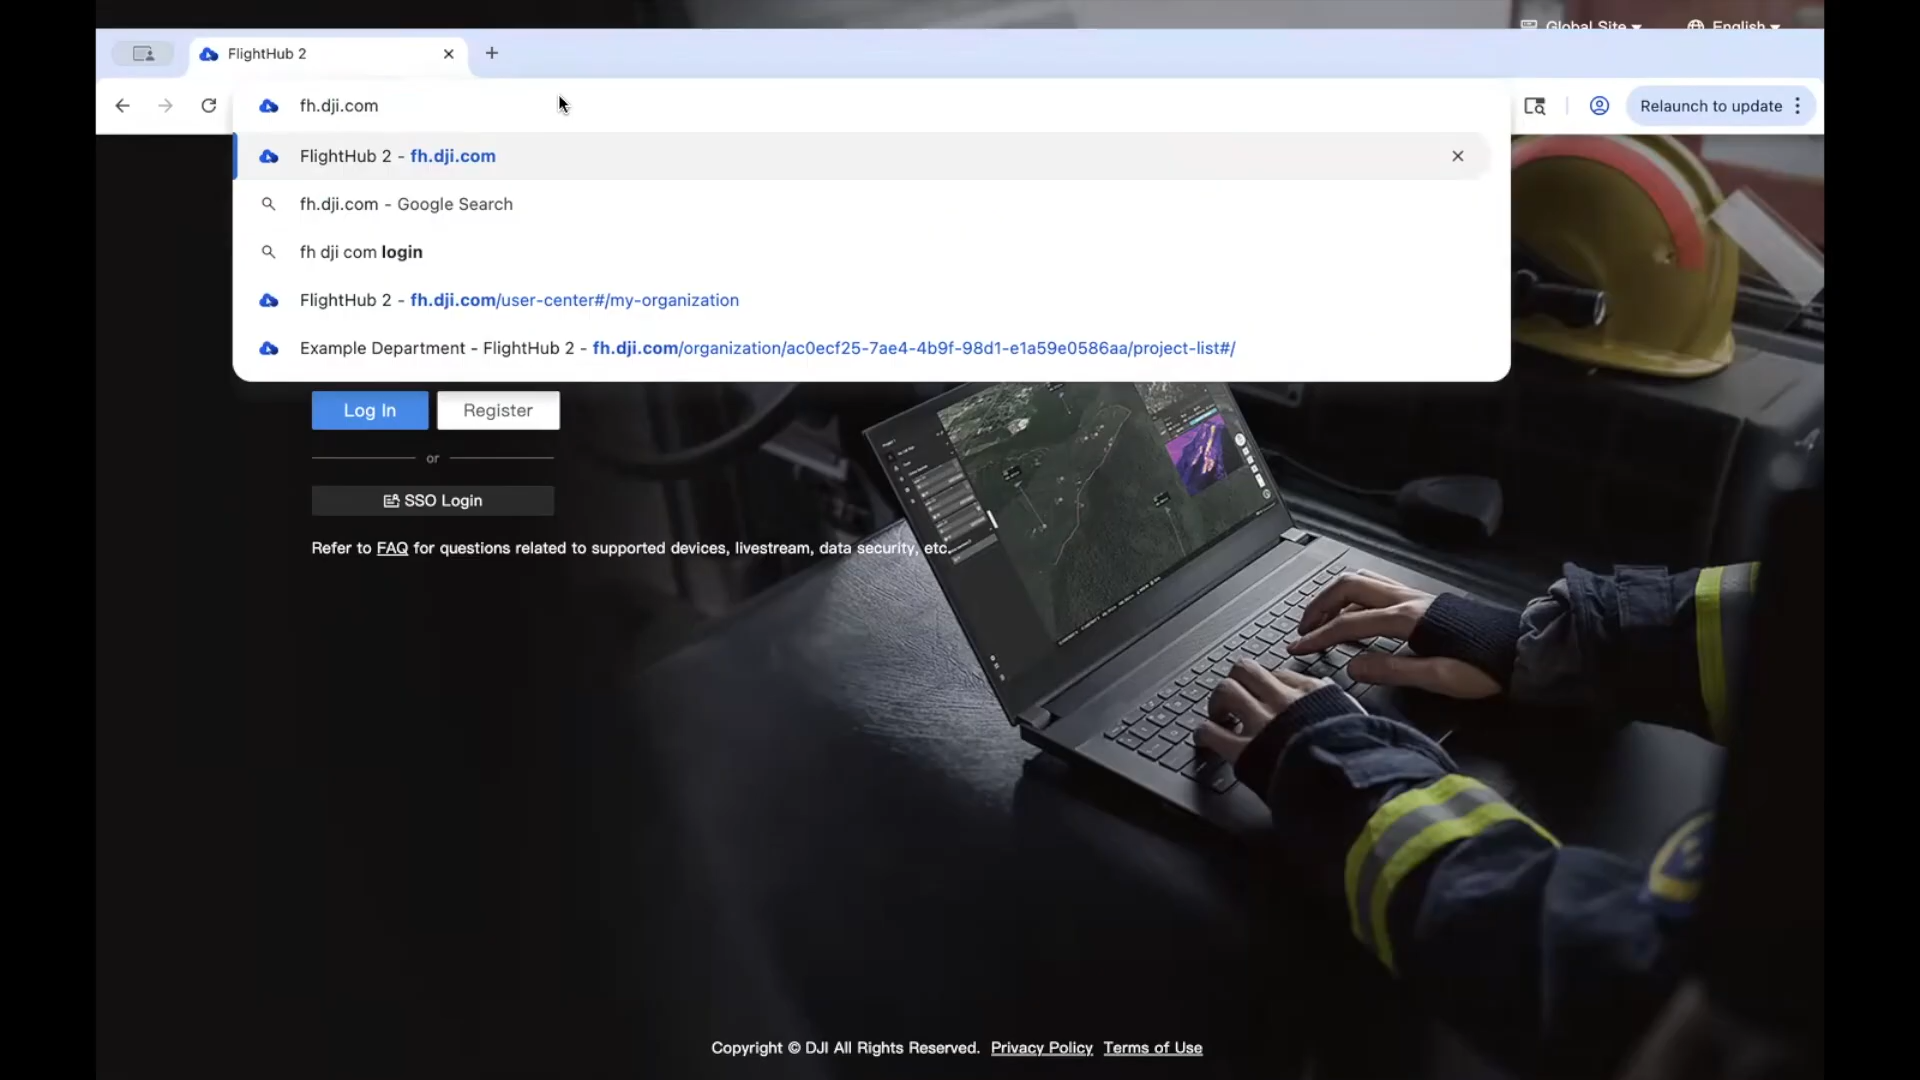 Global Site
English
FlightHub 2
fh.dji.com
Relaunch to update
FlightHub 2 - fh.dji.com
fh.dji.com - Google Search
fh dji com login
FlightHub 2 - fh.dji.com/user-center#/my-organization
Example Department - FlightHub 2 - fh.dji.com/organization/ac0ecf25-7ae4-4b9f-98d1-e1a59e0586aa/project-list#/
Log In
Register
or
SSO Login
Refer to FAQ for questions related to supported devices, livestream, data security, etc.
Copyright © DJI All Rights Reserved. Privacy Policy Terms of Use